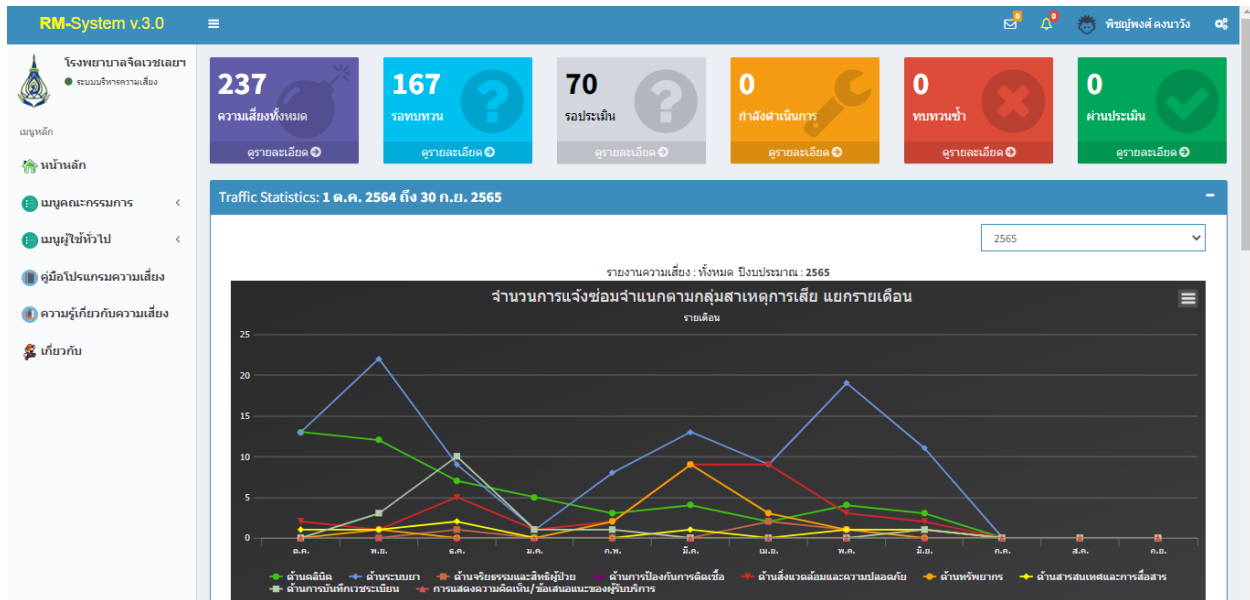 RM-System v.3.0
0
0
พิชญ์พงศ์ คงนาวัง
โรงพยาบาลจิตเวชเลยฯ
ระบบบริหารความเสี่ยง
เมนูหลัก
หน้าหลัก
เมนูคณะกรรมการ
เมนูผู้ใช้ทั่วไป
คู่มือโปรแกรมความเสี่ยง
ความรู้เกี่ยวกับความเสี่ยง
เกี่ยวกับ
237
ความเสี่ยงทั้งหมด
ดูรายละเอียด
167
รอทบทวน
ดูรายละเอียด
70
รอประเมิน
ดูรายละเอียด
0
กำลังดำเนินการ
ดูรายละเอียด
0
ทบทวนซ้ำ
ดูรายละเอียด
0
ผ่านประเมิน
ดูรายละเอียด
Traffic Statistics: 1 ต.ค. 2564 ถึง 30 ก.ย. 2565
2565
รายงานความเสี่ยง : ทั้งหมด ปีงบประมาณ : 2565
จำนวนการแจ้งซ่อมจำแนกตามกลุ่มสาเหตุการเสีย แยกรายเดือน
รายเดือน
25
20
15
10
5
0
ต.ค. พ.ย. ธ.ค. ม.ค. ก.พ. มี.ค. เม.ย. พ.ค. มิ.ย. ก.ค. ส.ค. ก.ย.
ด้านคลินิค ด้านระบบยา ด้านจริยธรรมและสิทธิผู้ป่วย ด้านการป้องกันการติดเชื้อ ด้านสิ่งแวดล้อมและความปลอดภัย ด้านทรัพยากร ด้านสารสนเทศและการสื่อสาร
ด้านการบันทึกเวชระเบียน การแสดงความคิดเห็น/ข้อเสนอแนะของผู้รับบริการ